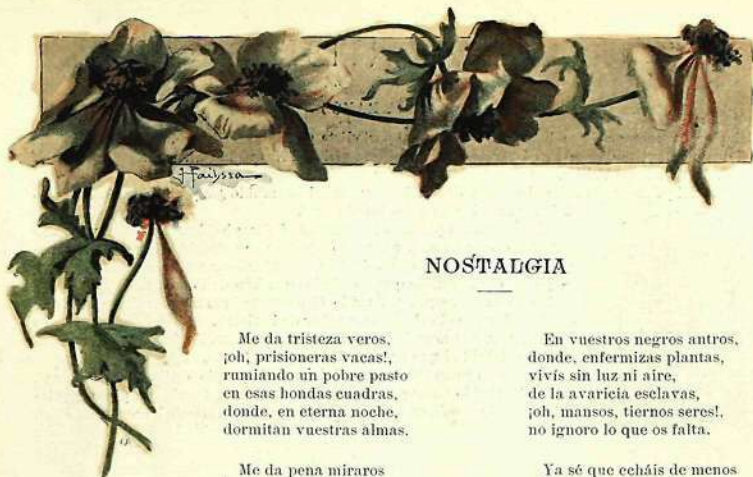 NOSTALGIA
Me da tristeza veros,
¡oh, prisioneras vacas!,
rumiando un pobre pasto
en esas hondas cuadras,
donde, en eterna noche,
dormitan vuestras almas.
Me da pena miraros
En vuestros negros antros,
donde, enfermizas plantas,
vivís sin luz ni aire,
de la avaricia esclavas,
¡oh, mansos, tiernos seres!,
no ignoro lo que os falta.
Ya sé que echáis de menos